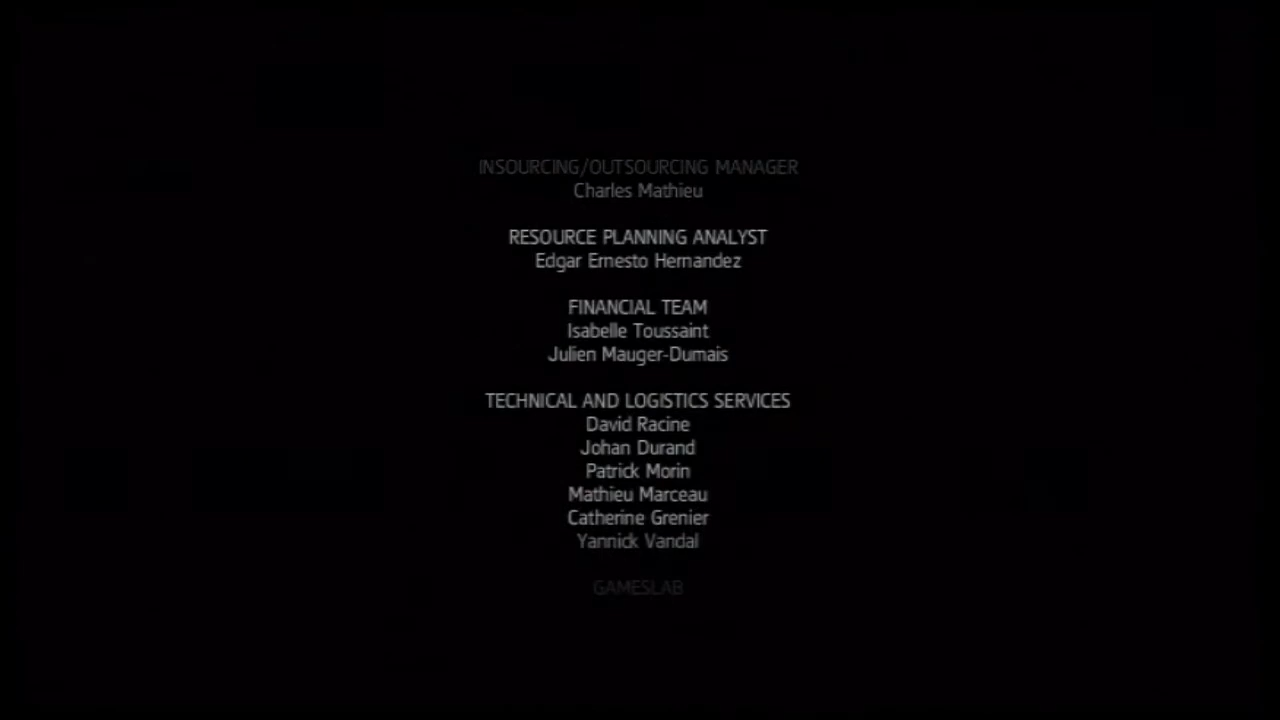 INSOURCING/OUTSOURCING MANAGER
Charles Mathieu
RESOURCE PLANNING ANALYST
Edgar Ernesto Hernandez
FINANCIAL TEAM
Isabelle Toussaint
Julien Mauger-Dumais
TECHNICAL AND LOGISTICS SERVICES
David Racine
Johan Durand
Patrick Morin
Mathieu Marceau
Catherine Grenier
Yannick Vandal
GAMESLAB